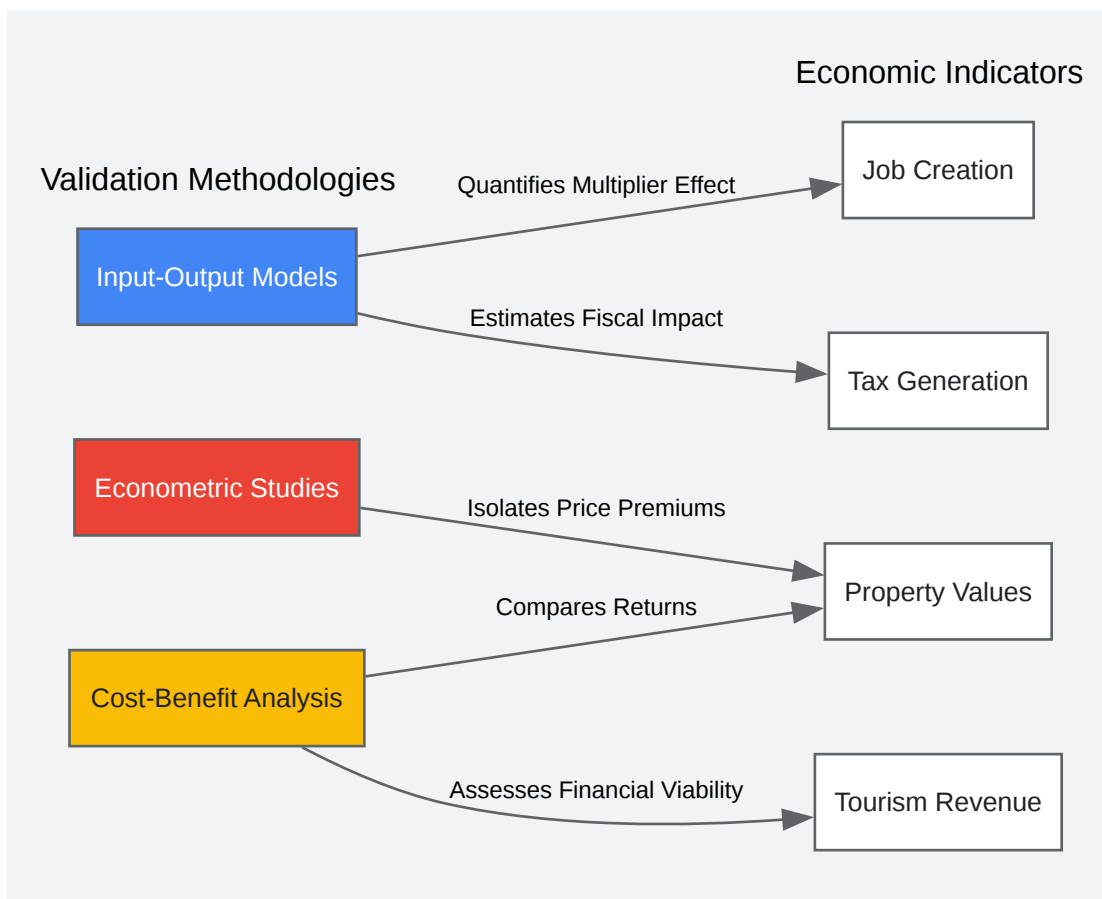 Economic Indicators
Validation Methodologies
Job Creation
Quantifies Multiplier Effect
Input-Output Models
Estimates Fiscal Impact
Tax Generation
Econometric Studies
Isolates Price Premiums
Property Values
Compares Returns
Cost-Benefit Analysis
Assesses Financial Viability
Tourism Revenue